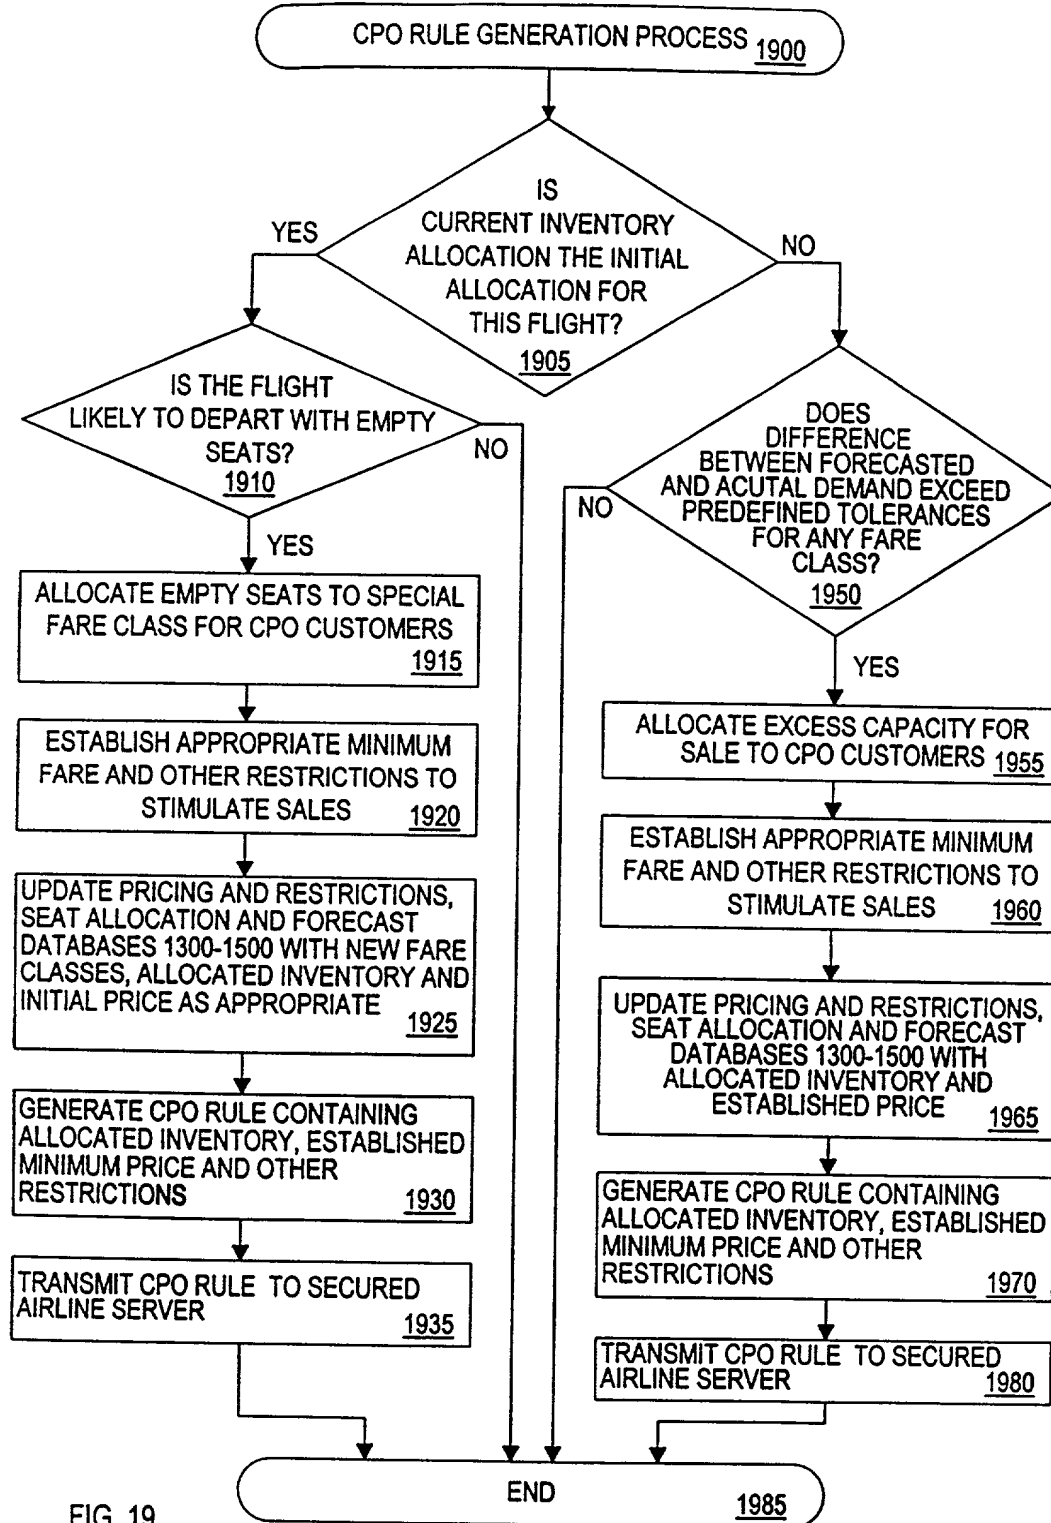 CPO RULE GENERATION PROCESS 1900
IS
CURRENT INVENTORY
ALLOCATION THE INITIAL
ALLOCATION FOR
THIS FLIGHT?
1905
YES
NO
IS THE FLIGHT
LIKELY TO DEPART WITH EMPTY
SEATS?
1910
NO
YES
ALLOCATE EMPTY SEATS TO SPECIAL
FARE CLASS FOR CPO CUSTOMERS
1915
ESTABLISH APPROPRIATE MINIMUM
FARE AND OTHER RESTRICTIONS TO
STIMULATE SALES 1920
UPDATE PRICING AND RESTRICTIONS,
SEAT ALLOCATION AND FORECAST
DATABASES 1300-1500 WITH NEW FARE
CLASSES, ALLOCATED INVENTORY AND
INITIAL PRICE AS APPROPRIATE 1925
GENERATE CPO RULE CONTAINING
ALLOCATED INVENTORY, ESTABLISHED
MINIMUM PRICE AND OTHER
RESTRICTIONS 1930
TRANSMIT CPO RULE TO SECURED
AIRLINE SERVER 1935
DOES
DIFFERENCE
BETWEEN FORECASTED
AND ACUTAL DEMAND EXCEED
PREDEFINED TOLERANCES
FOR ANY FARE
CLASS?
1950
NO
YES
ALLOCATE EXCESS CAPACITY FOR
SALE TO CPO CUSTOMERS 1955
ESTABLISH APPROPRIATE MINIMUM
FARE AND OTHER RESTRICTIONS TO
STIMULATE SALES 1960
UPDATE PRICING AND RESTRICTIONS,
SEAT ALLOCATION AND FORECAST
DATABASES 1300-1500 WITH
ALLOCATED INVENTORY AND
ESTABLISHED PRICE 1965
GENERATE CPO RULE CONTAINING
ALLOCATED INVENTORY, ESTABLISHED
MINIMUM PRICE AND OTHER
RESTRICTIONS 1970
TRANSMIT CPO RULE TO SECURED
AIRLINE SERVER 1980
END 1985
FIG. 19